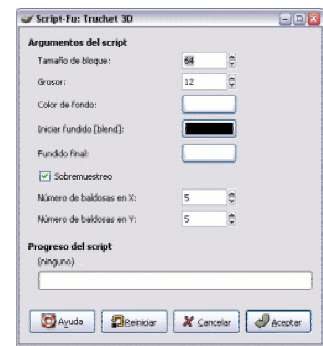 Script-Fu: Truchet 3D
Argumentos del script
Tamaño de bloque: 64
Grosor: 12
Color de fondo:
Iniciar fundido [blend]:
Fundido final:
Sobremuestreo
Número de baldosas en X: 5
Número de baldosas en Y: 5
Progreso del script
(ninguno)
Ayuda Reiniciar Cancelar Aceptar